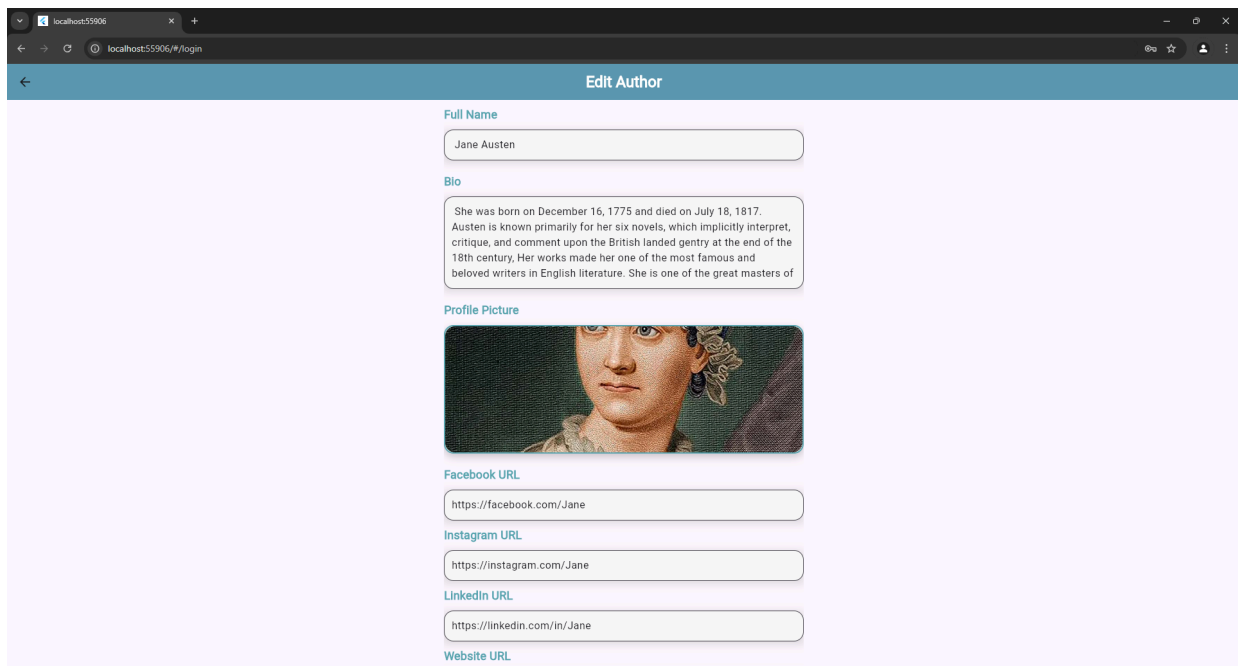 localhost:55906
localhost:55906/#/login
Edit Author
Full Name
Jane Austen
Bio
She was born on December 16, 1775 and died on July 18, 1817.
Austen is known primarily for her six novels, which implicitly interpret,
critique, and comment upon the British landed gentry at the end of the
18th century, Her works made her one of the most famous and
beloved writers in English literature. She is one of the great masters of
Profile Picture
Facebook URL
https://facebook.com/Jane
Instagram URL
https://instagram.com/Jane
LinkedIn URL
https://linkedin.com/in/Jane
Website URL